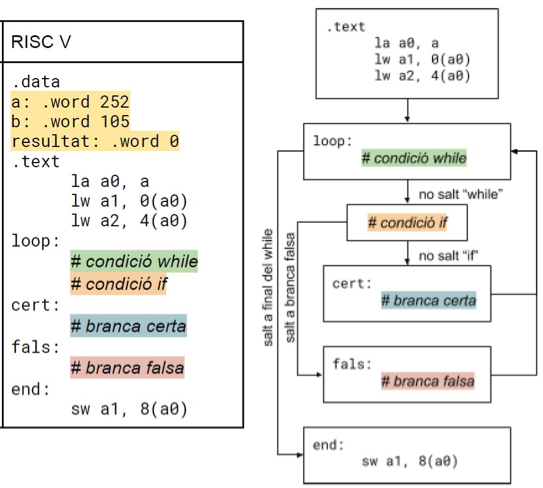 RISC V
.data
a: .word 252
b: .word 105
resultat: .word 0
.text
la a0, a
lw a1, 0(a0)
lw a2, 4(a0)
loop:
# condició while
# condició if
cert:
# branca certa
fals:
# branca falsa
end:
sw a1, 8(a0)
.text
la a0, a
lw a1, 0(a0)
lw a2, 4(a0)
loop:
# condició while
no salt “while”
# condició if
no salt “if”
cert:
# branca certa
salt a final del while
salt a branca falsa
fals:
# branca falsa
end:
sw a1, 8(a0)